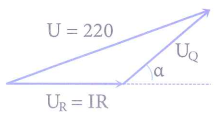 U = 220
U_Q
α
U_R = IR